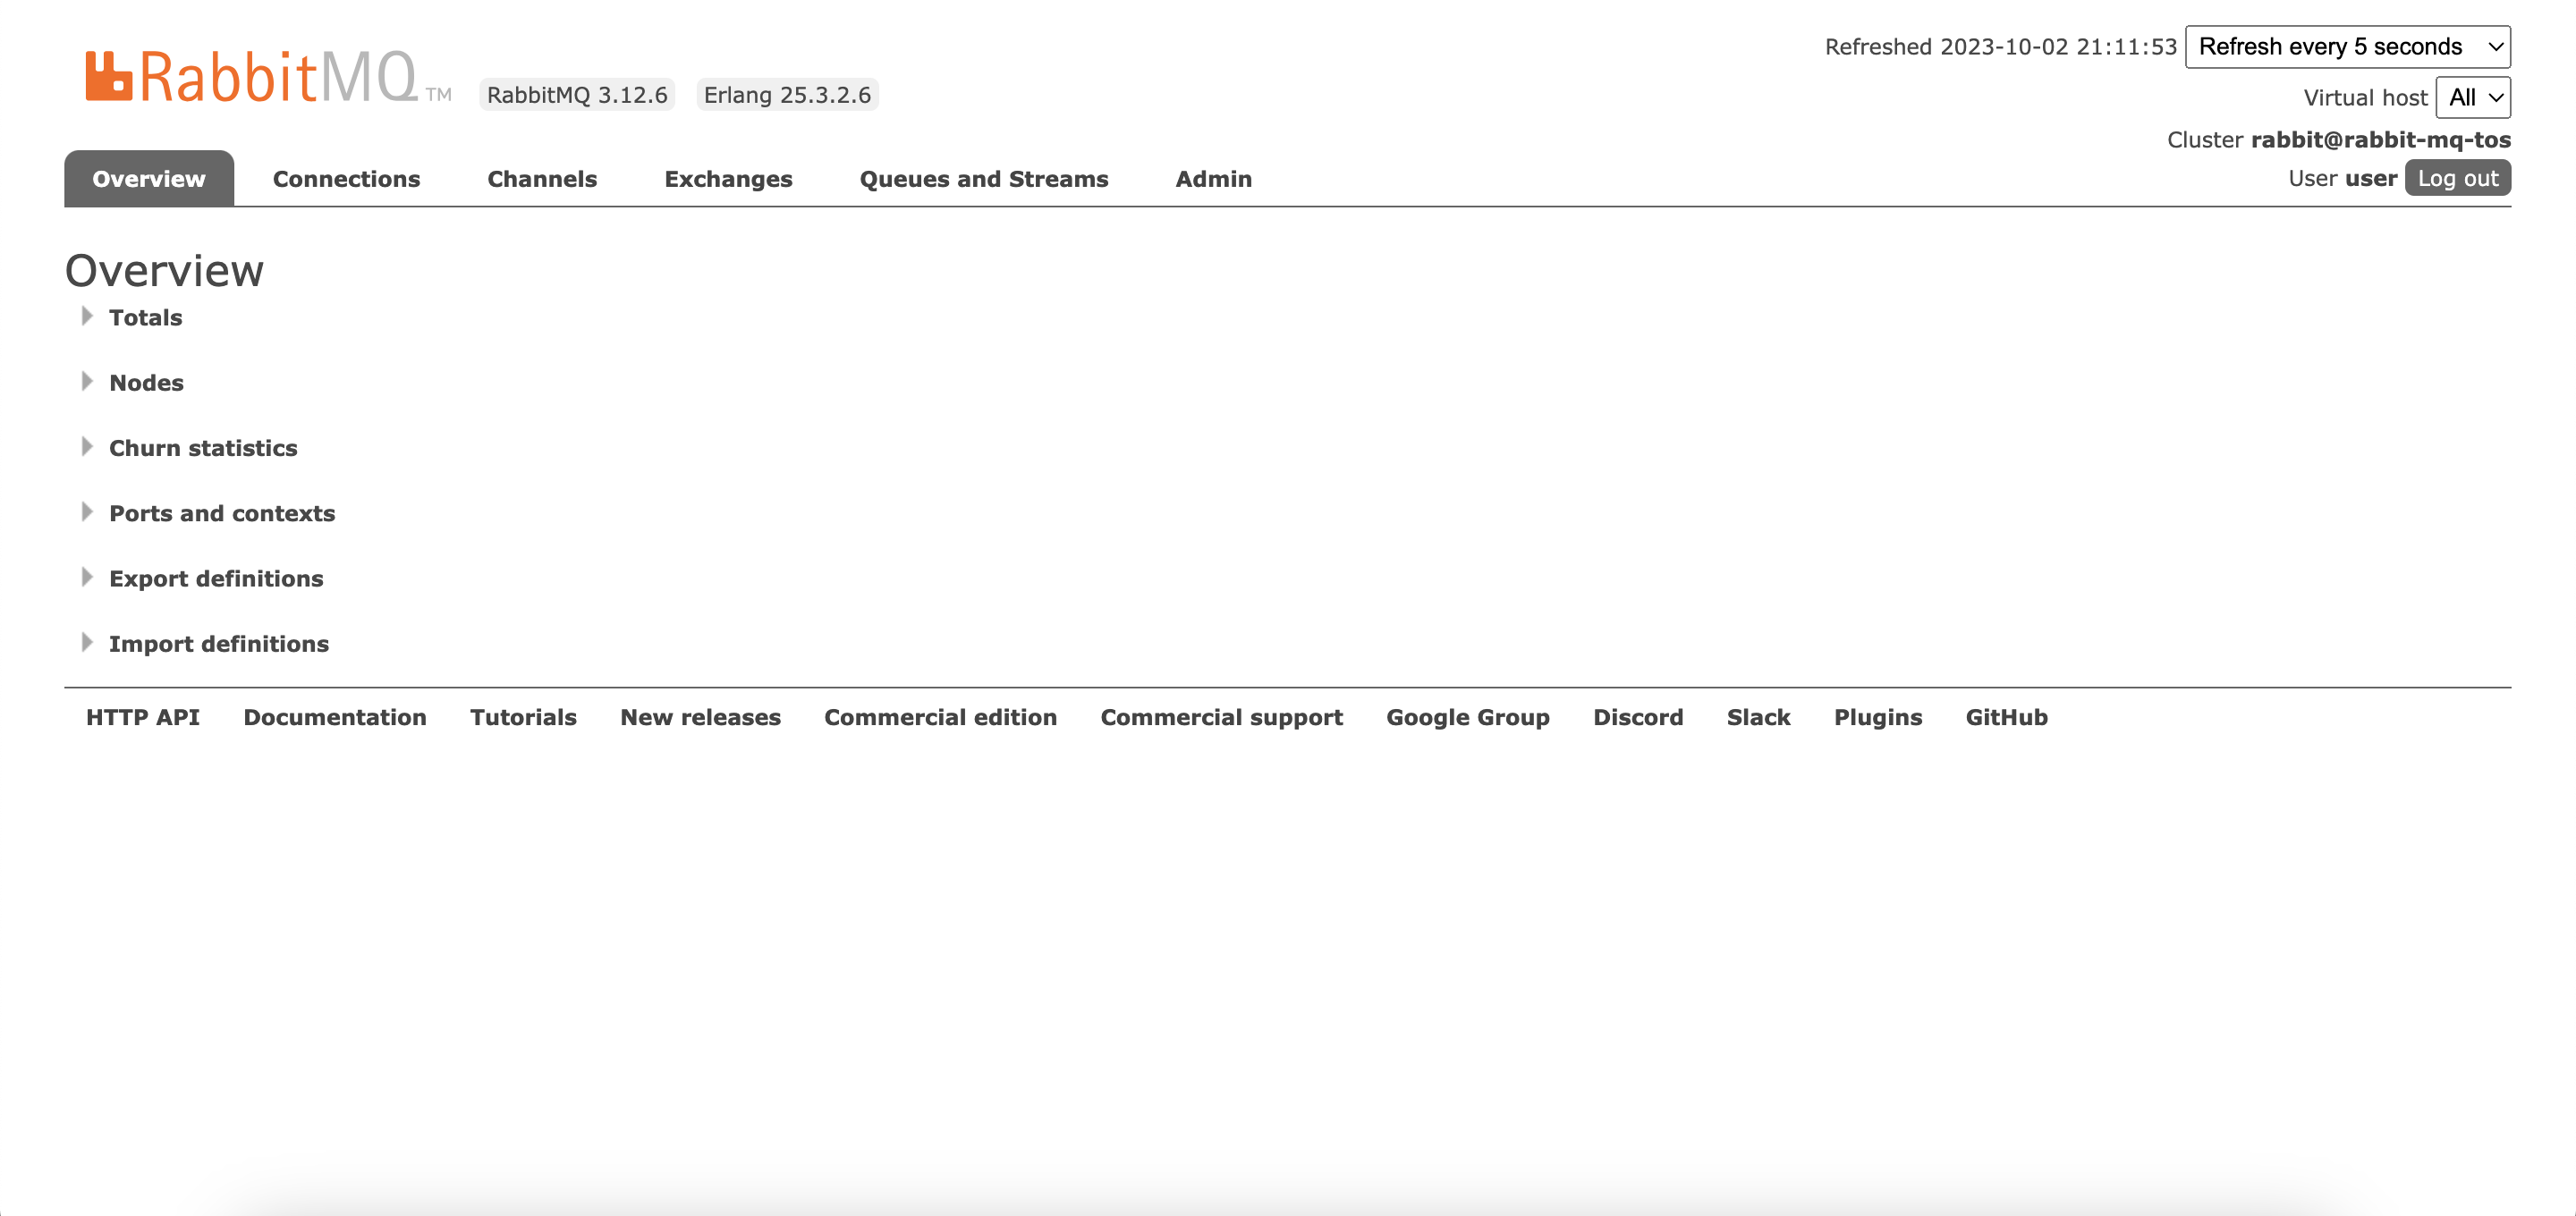 RabbitMQ TM RabbitMQ 3.12.6 Erlang 25.3.2.6
Refreshed 2023-10-02 21:11:53 Refresh every 5 seconds
Virtual host All
Cluster rabbit@rabbit-mq-tos
User user Log out
Overview Connections Channels Exchanges Queues and Streams Admin
Overview
Totals
Nodes
Churn statistics
Ports and contexts
Export definitions
Import definitions
HTTP API Documentation Tutorials New releases Commercial edition Commercial support Google Group Discord Slack Plugins GitHub